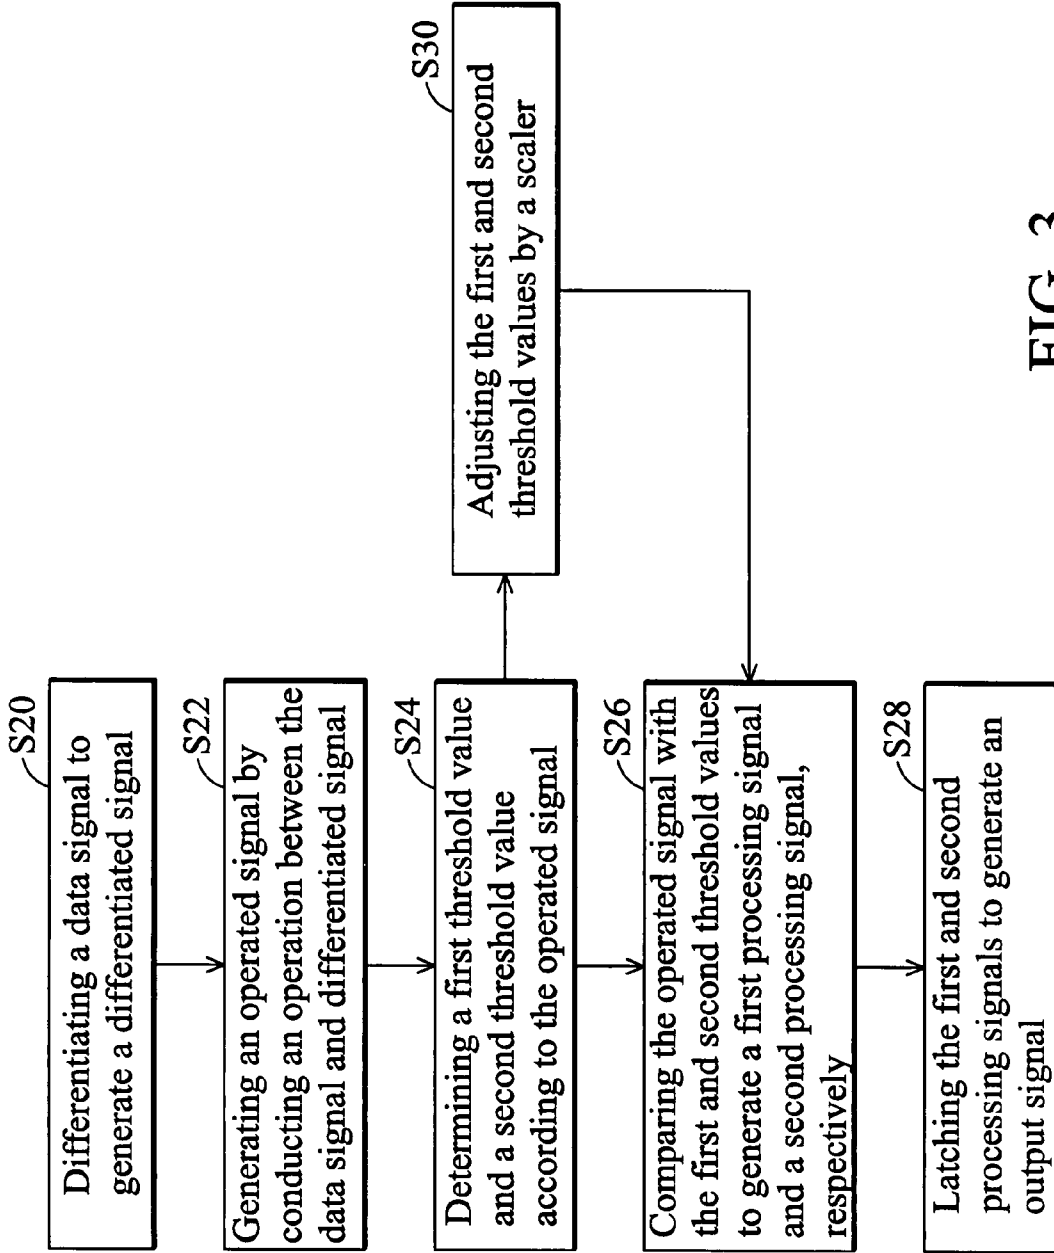 S20
Differentiating a data signal to
generate a differentiated signal
S22
Generating an operated signal by
conducting an operation between the
data signal and differentiated signal
S24
Determining a first threshold value
and a second threshold value
according to the operated signal
S30
Adjusting the first and second
threshold values by a scaler
S26
Comparing the operated signal with
the first and second threshold values
to generate a first processing signal
and a second processing signal,
respectively
S28
Latching the first and second
processing signals to generate an
output signal
FIG. 3